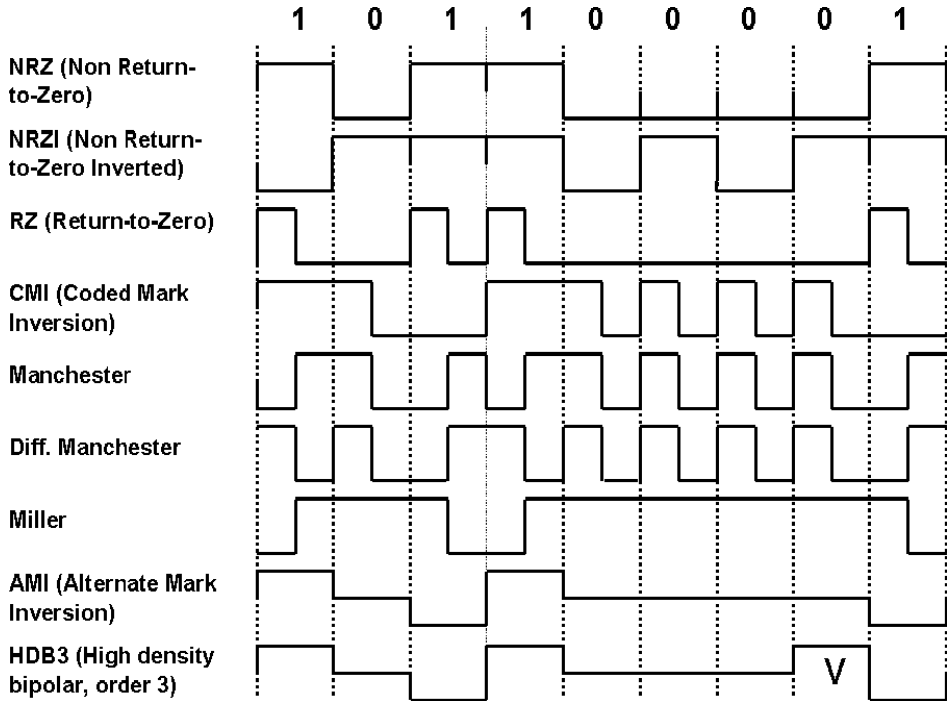 1 0 1 1 0 0 0 0 1
NRZ (Non Return-
to-Zero)
NRZI (Non Return-
to-Zero Inverted)
RZ (Return-to-Zero)
CMI (Coded Mark
Inversion)
Manchester
Diff. Manchester
Miller
AMI (Alternate Mark
Inversion)
HDB3 (High density
bipolar, order 3)
V